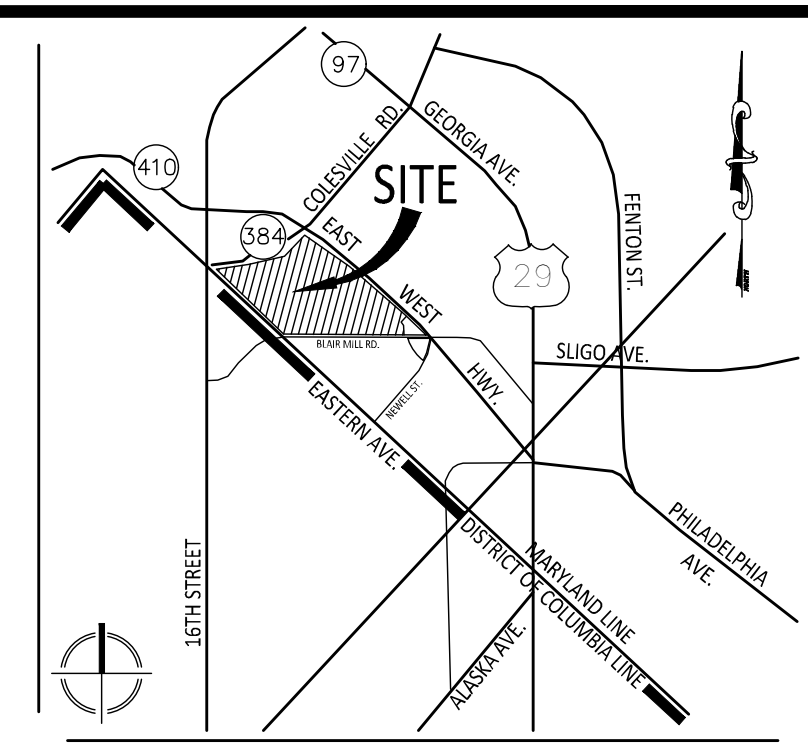 97
COLESVILLE RD.
GEORGIA AVE.
410
SITE
384
EAST
WEST
HWY.
29
FENTON ST.
NORTH
BLAIR MILL RD.
SLIGO AVE.
NEWELL ST.
EASTERN AVE.
16TH STREET
PHILADELPHIA
AVE.
MARYLAND LINE
DISTRICT OF COLUMBIA LINE
ALASKA AVE.